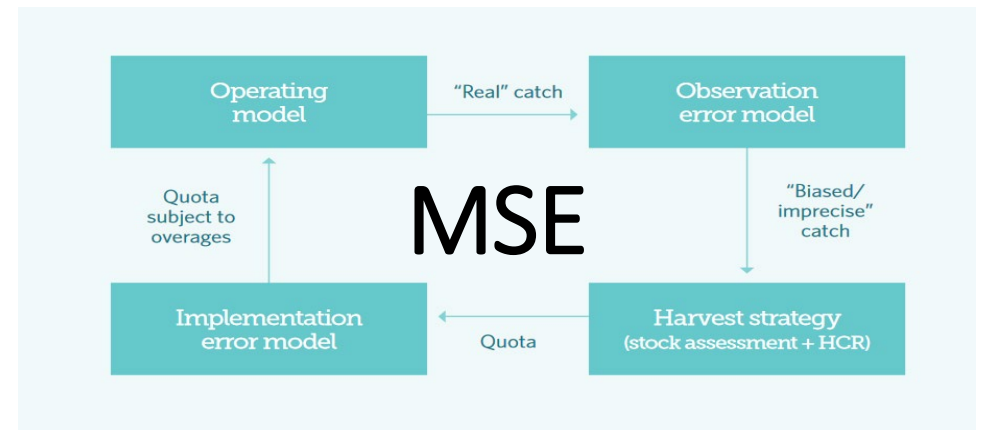 Operating
model
"Real" catch
Observation
error model
Quota
subject to
overages
MSE
"Biased/
imprecise"
catch
Implementation
error model
Quota
Harvest strategy
(stock assessment + HCR)